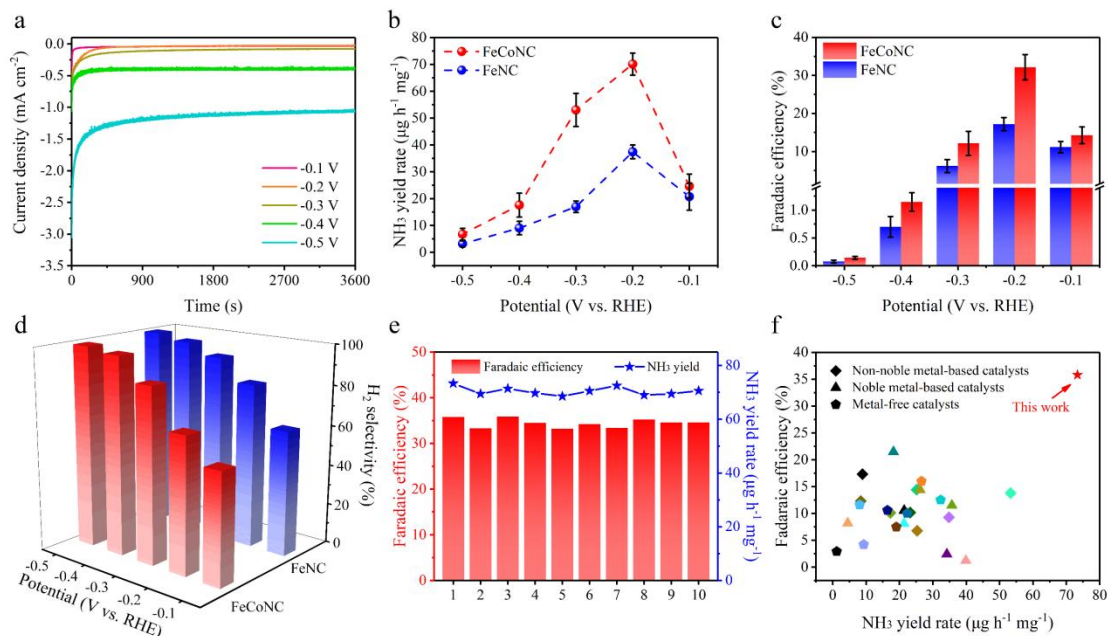 a
0.0
-0.5
-1.0
-1.5
-2.0
-2.5
-3.0
-3.5
Current density (mA cm-2)
-0.1 V
-0.2 V
-0.3 V
-0.4 V
-0.5 V
0 900 1800 2700 3600
Time (s)
b
80
70
60
50
40
30
20
10
0
NH3 yield rate (μg h-1 mg-1)
FeCoNC
FeNC
-0.5 -0.4 -0.3 -0.2 -0.1
Potential (V vs. RHE)
c
40
30
20
10
1.0
0.5
0.0
Faradaic efficiency (%)
FeCoNC
FeNC
-0.5 -0.4 -0.3 -0.2 -0.1
Potential (V vs. RHE)
d
100
80
60
40
20
0
H2 selectivity (%)
-0.5 -0.4 -0.3 -0.2 -0.1
Potential (V vs. RHE)
FeNC
FeCoNC
e
50
40
30
20
10
0
Faradaic efficiency (%)
Faradaic efficiency
NH3 yield
80
60
40
20
0
NH3 yield rate (μg h-1 mg-1)
1 2 3 4 5 6 7 8 9 10
f
40
35
30
25
20
15
10
5
0
Fadaraic efficiency (%)
Non-noble metal-based catalysts
Noble metal-based catalysts
Metal-free catalysts
This work
0 10 20 30 40 50 60 70 80
NH3 yield rate (μg h-1 mg-1)